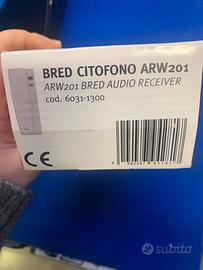 BRED CITOFONO ARW201
ARW201 BRED AUDIO RECEIVER
cod. 6031-1300
CE
subito